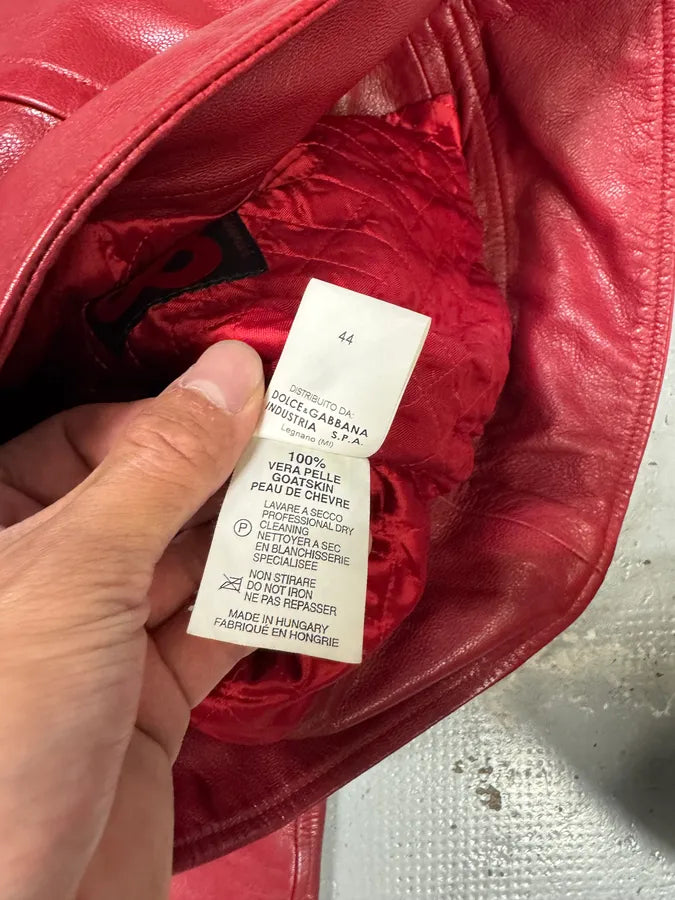 44
DISTRIBUITO DA:
DOLCE&GABBANA
INDUSTRIA S.P.A.
Legnano (MI)
100%
VERA PELLE
GOATSKIN
PEAU DE CHEVRE
LAVARE A SECCO
PROFESSIONAL DRY
CLEANING
NETTOYER A SEC
EN BLANCHISSERIE
SPECIALISEE
P
NON STIRARE
DO NOT IRON
NE PAS REPASSER
MADE IN HUNGARY
FABRIQUÉ EN HONGRIE